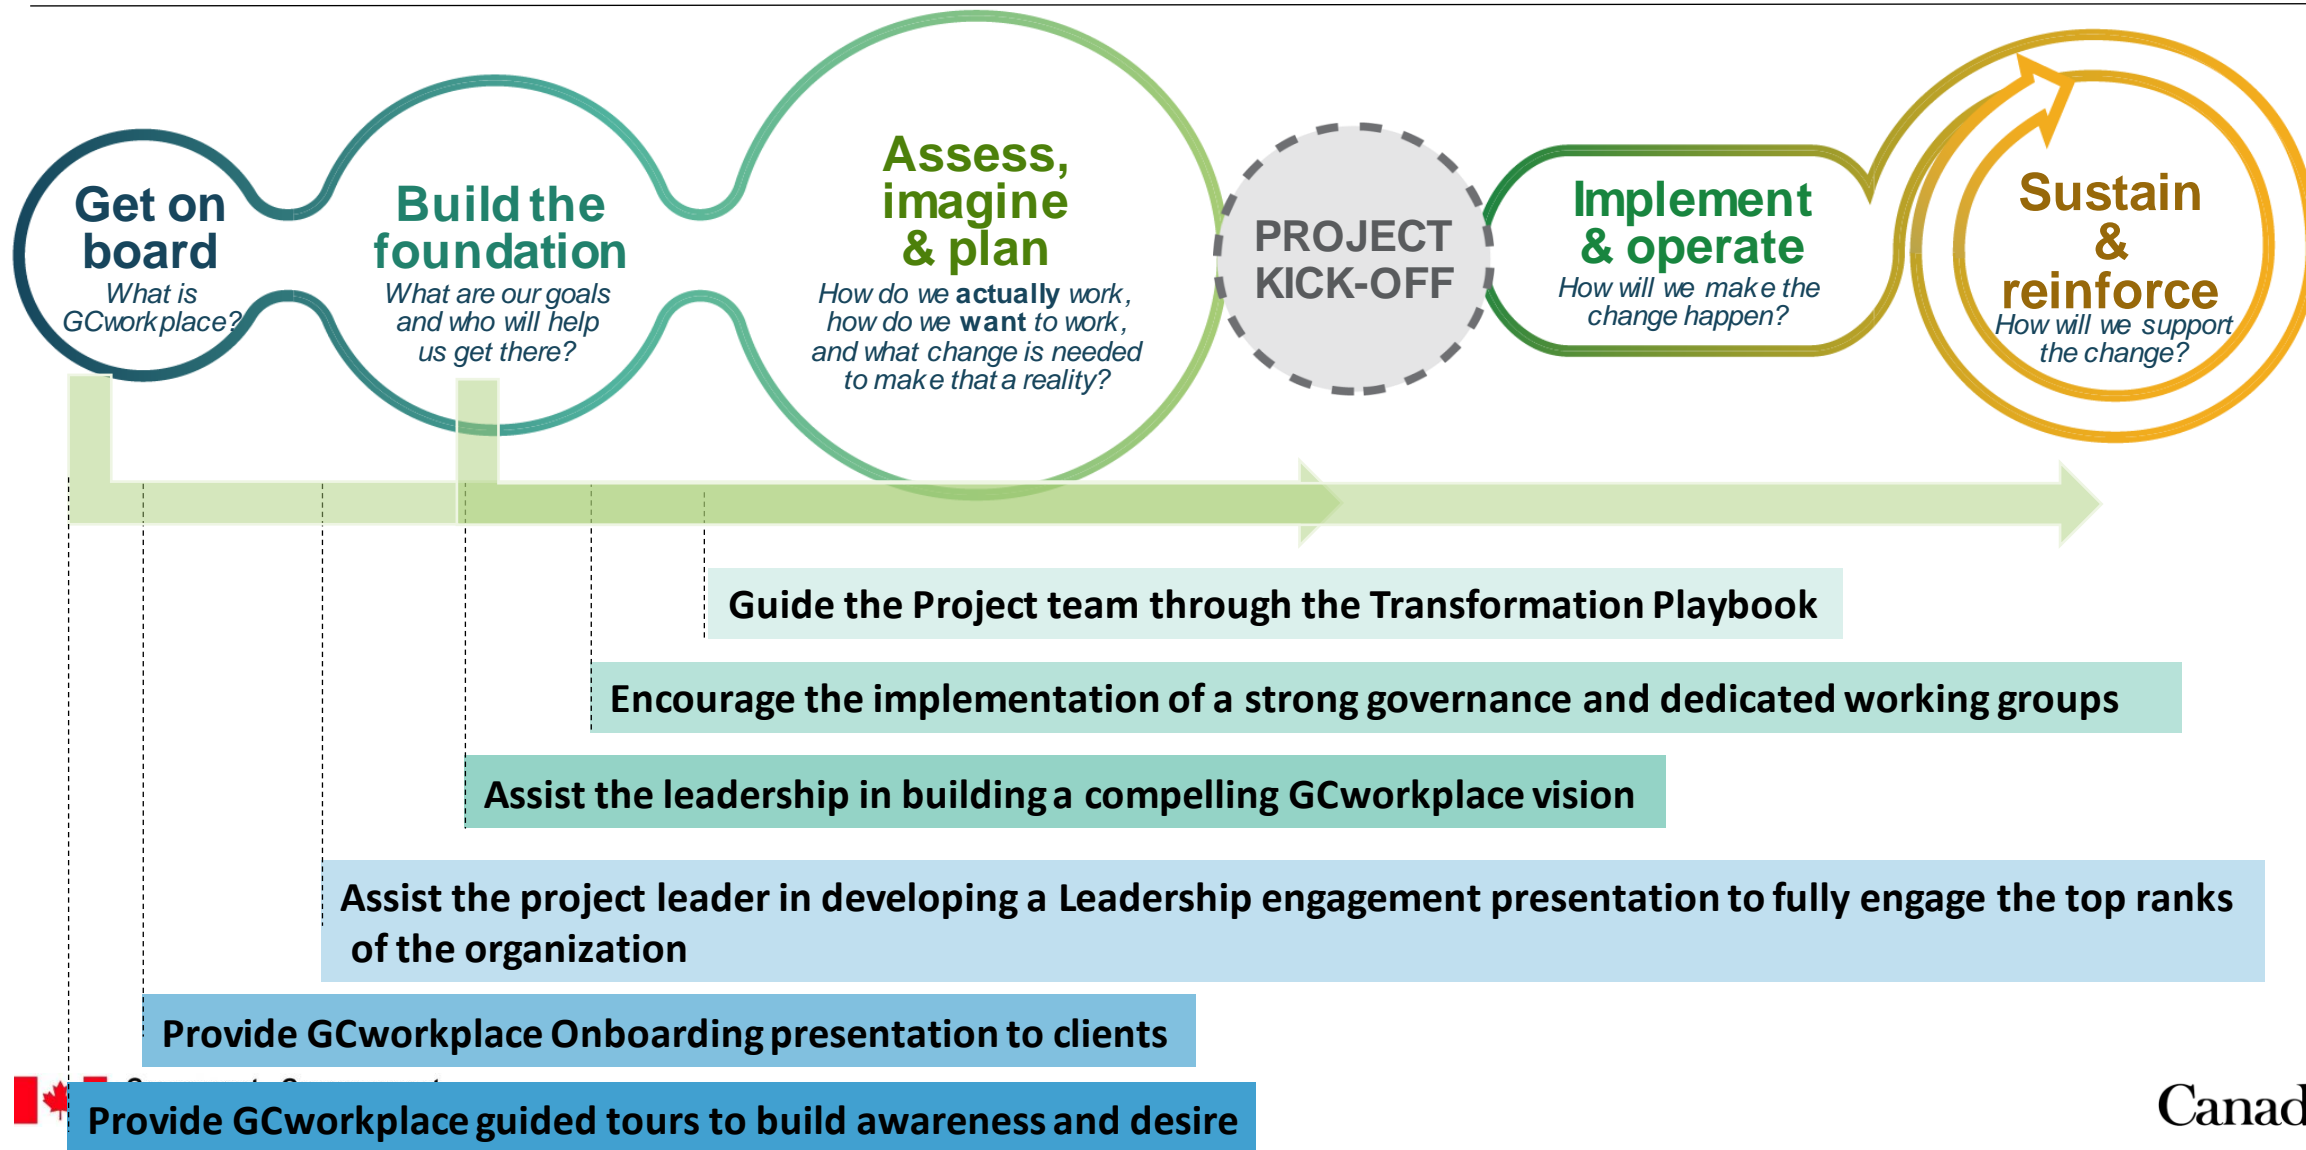 Get on
board
What is
GCworkplace?
Build the
foundation
What are our goals
and who will help
us get there?
Assess,
imagine
& plan
How do we actually work,
how do we want to work,
and what change is needed
to make that a reality?
PROJECT
KICK-OFF
Implement
& operate
How will we make the
change happen?
Sustain
&
reinforce
How will we support
the change?
Guide the Project team through the Transformation Playbook
Encourage the implementation of a strong governance and dedicated working groups
Assist the leadership in building a compelling GCworkplace vision
Assist the project leader in developing a Leadership engagement presentation to fully engage the top ranks
of the organization
Provide GCworkplace Onboarding presentation to clients
Provide GCworkplace guided tours to build awareness and desire
Canad